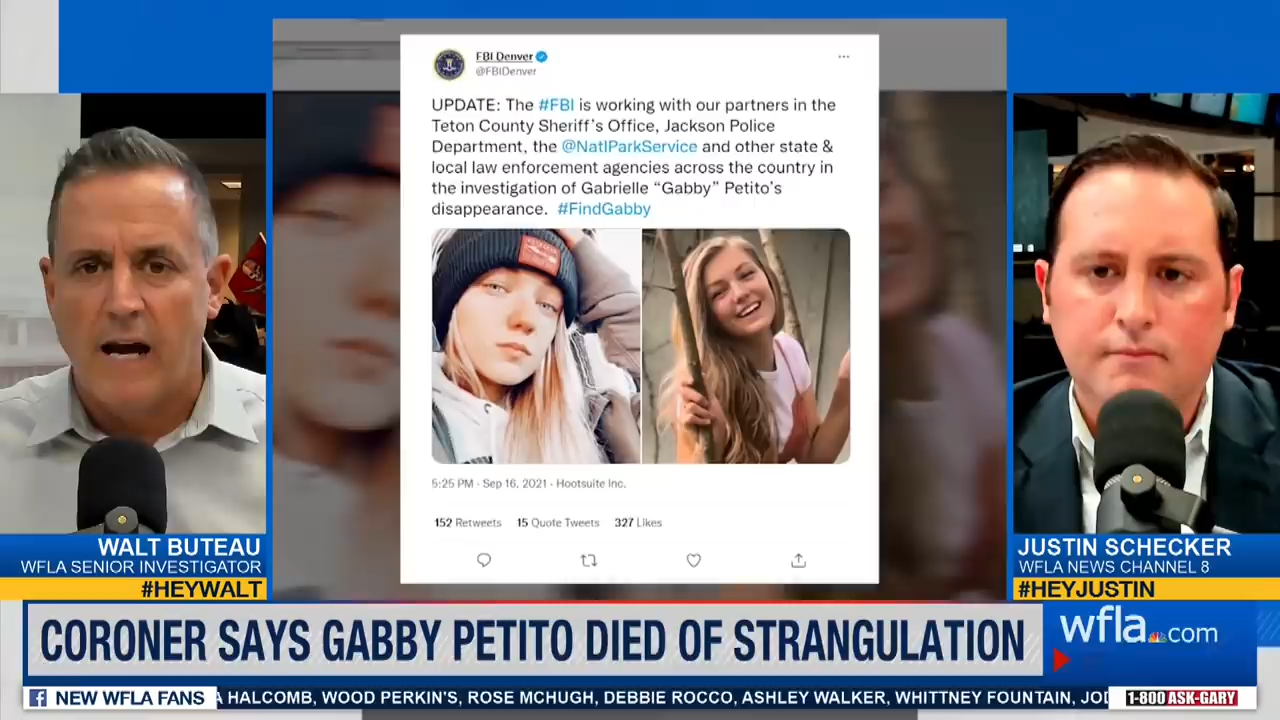 FBI Denver
@FBIDenver
UPDATE: The #FBI is working with our partners in the
Teton County Sheriff's Office, Jackson Police
Department, the @NatlParkService and other state &
local law enforcement agencies across the country in
the investigation of Gabrielle “Gabby” Petito's
disappearance. #FindGabby
5:25 PM · Sep 16, 2021 · Hootsuite Inc.
152 Retweets 15 Quote Tweets 327 Likes
WALT BUTEAU
WFLA SENIOR INVESTIGATOR
#HEYWALT
JUSTIN SCHECKER
WFLA NEWS CHANNEL 8
#HEYJUSTIN
CORONER SAYS GABBY PETITO DIED OF STRANGULATION
wfla.com
NEW WFLA FANS
A HALCOMB, WOOD PERKIN'S, ROSE MCHUGH, DEBBIE ROCCO, ASHLEY WALKER, WHITTNEY FOUNTAIN,
1-800 ASK-GARY